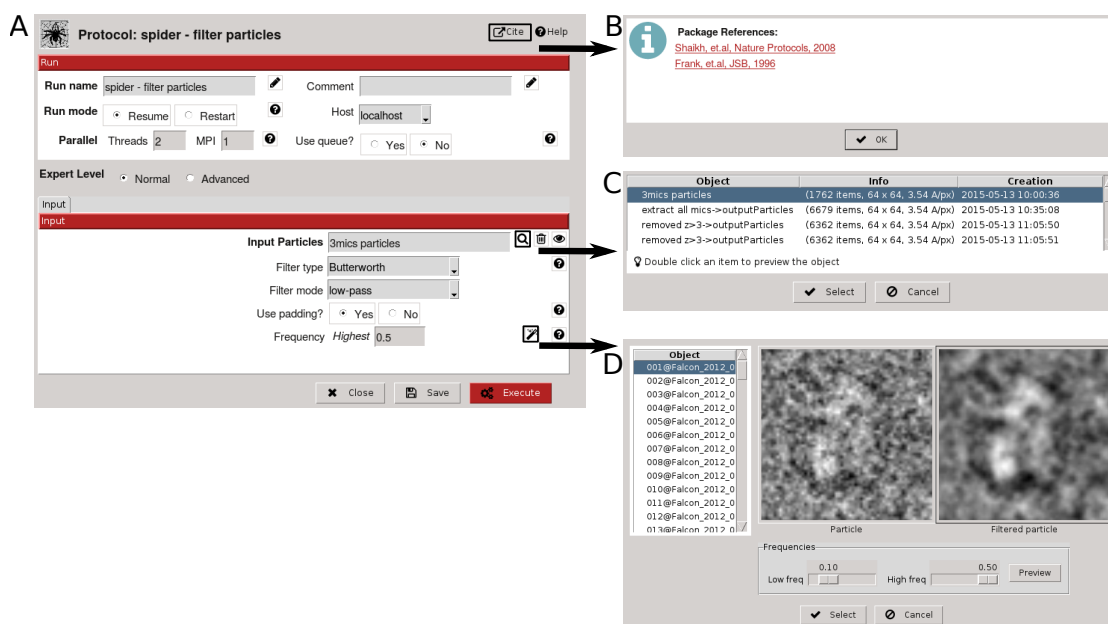 A
Protocol: spider - filter particles
Cite
Help
Run
Run name spider - filter particles Comment
Run mode Resume Restart Host localhost
Parallel Threads 2 MPI 1 Use queue? Yes No
Expert Level Normal Advanced
Input
Input
Input Particles 3mics particles
Filter type Butterworth
Filter mode low-pass
Use padding? Yes No
Frequency Highest 0.5
Close Save Execute
B
Package References:
Shaikh, et.al, Nature Protocols, 2008
Frank, et.al, JSB, 1996
OK
C
Object Info Creation
3mics particles (1762 items, 64 x 64, 3.54 A/px) 2015-05-13 10:00:36
extract all mics->outputParticles (6679 items, 64 x 64, 3.54 A/px) 2015-05-13 10:35:08
removed z>3->outputParticles (6362 items, 64 x 64, 3.54 A/px) 2015-05-13 11:05:50
removed z>3->outputParticles (6362 items, 64 x 64, 3.54 A/px) 2015-05-13 11:05:51
Double click an item to preview the object
Select Cancel
D
Object
001@Falcon_2012_0
002@Falcon_2012_0
003@Falcon_2012_0
004@Falcon_2012_0
005@Falcon_2012_0
006@Falcon_2012_0
007@Falcon_2012_0
008@Falcon_2012_0
009@Falcon_2012_0
010@Falcon_2012_0
011@Falcon_2012_0
012@Falcon_2012_0
013@Falcon_2012_0
Particle Filtered particle
Frequencies
0.10 0.50
Low freq High freq Preview
Select Cancel